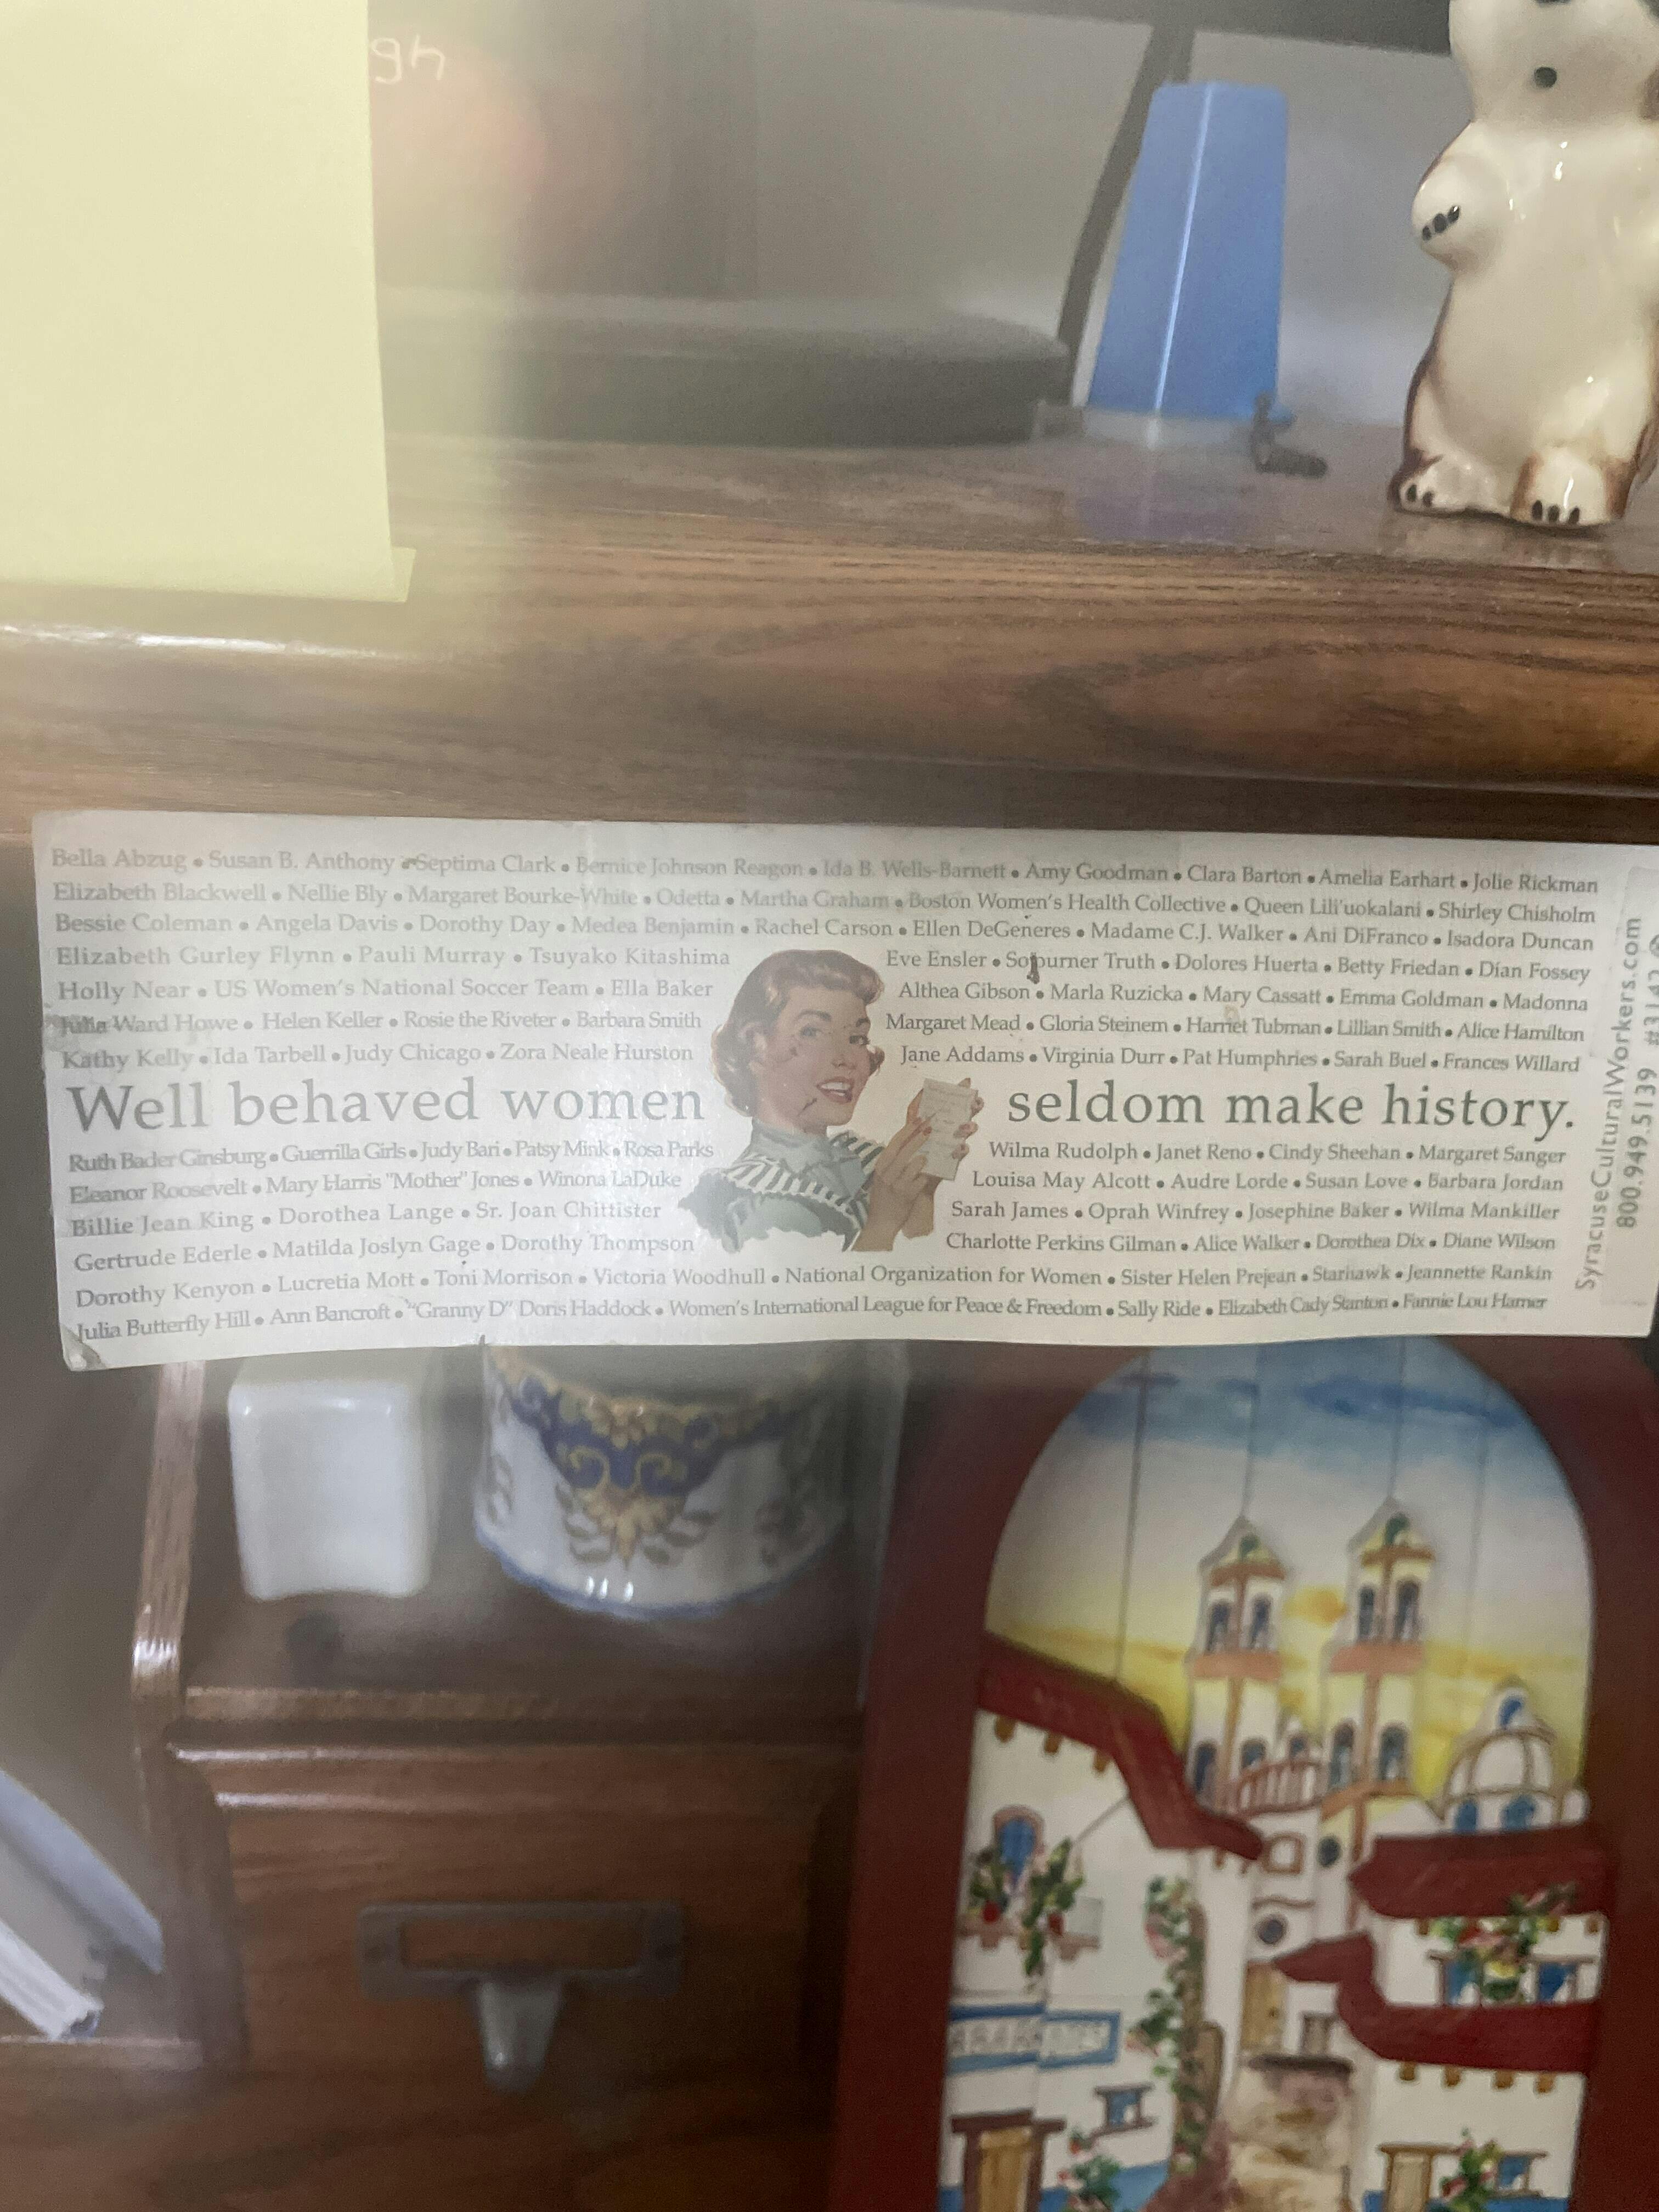 gh
Bella Abzug • Susan B. Anthony • Septima Clark • Bernice Johnson Reagon • Ida B. Wells-Barnett • Amy Goodman • Clara Barton • Amelia Earhart • Jolie Rickman
Elizabeth Blackwell • Nellie Bly • Margaret Bourke-White • Odetta • Martha Graham • Boston Women's Health Collective • Queen Lili'uokalani • Shirley Chisholm
Bessie Coleman • Angela Davis • Dorothy Day • Medea Benjamin • Rachel Carson • Ellen DeGeneres • Madame C.J. Walker • Ani DiFranco • Isadora Duncan
Elizabeth Gurley Flynn • Pauli Murray • Tsuyako Kitashima Eve Ensler • Sojourner Truth • Dolores Huerta • Betty Friedan • Dian Fossey
Holly Near • US Women's National Soccer Team • Ella Baker Althea Gibson • Marla Ruzicka • Mary Cassatt • Emma Goldman • Madonna
Julia Ward Howe • Helen Keller • Rosie the Riveter • Barbara Smith Margaret Mead • Gloria Steinem • Harriet Tubman • Lillian Smith • Alice Hamilton
Kathy Kelly • Ida Tarbell • Judy Chicago • Zora Neale Hurston Jane Addams • Virginia Durr • Pat Humphries • Sarah Buel • Frances Willard
Well behaved women seldom make history.
Ruth Bader Ginsburg • Guerrilla Girls • Judy Bari • Patsy Mink • Rosa Parks Wilma Rudolph • Janet Reno • Cindy Sheehan • Margaret Sanger
Eleanor Roosevelt • Mary Harris "Mother" Jones • Winona LaDuke Louisa May Alcott • Audre Lorde • Susan Love • Barbara Jordan
Billie Jean King • Dorothea Lange • Sr. Joan Chittister Sarah James • Oprah Winfrey • Josephine Baker • Wilma Mankiller
Gertrude Ederle • Matilda Joslyn Gage • Dorothy Thompson Charlotte Perkins Gilman • Alice Walker • Dorothea Dix • Diane Wilson
Dorothy Kenyon • Lucretia Mott • Toni Morrison • Victoria Woodhull • National Organization for Women • Sister Helen Prejean • Starhawk • Jeannette Rankin
Julia Butterfly Hill • Ann Bancroft • "Granny D" Doris Haddock • Women's International League for Peace & Freedom • Sally Ride • Elizabeth Cady Stanton • Fannie Lou Hamer
SyracuseCulturalWorkers.com
800.949.5139